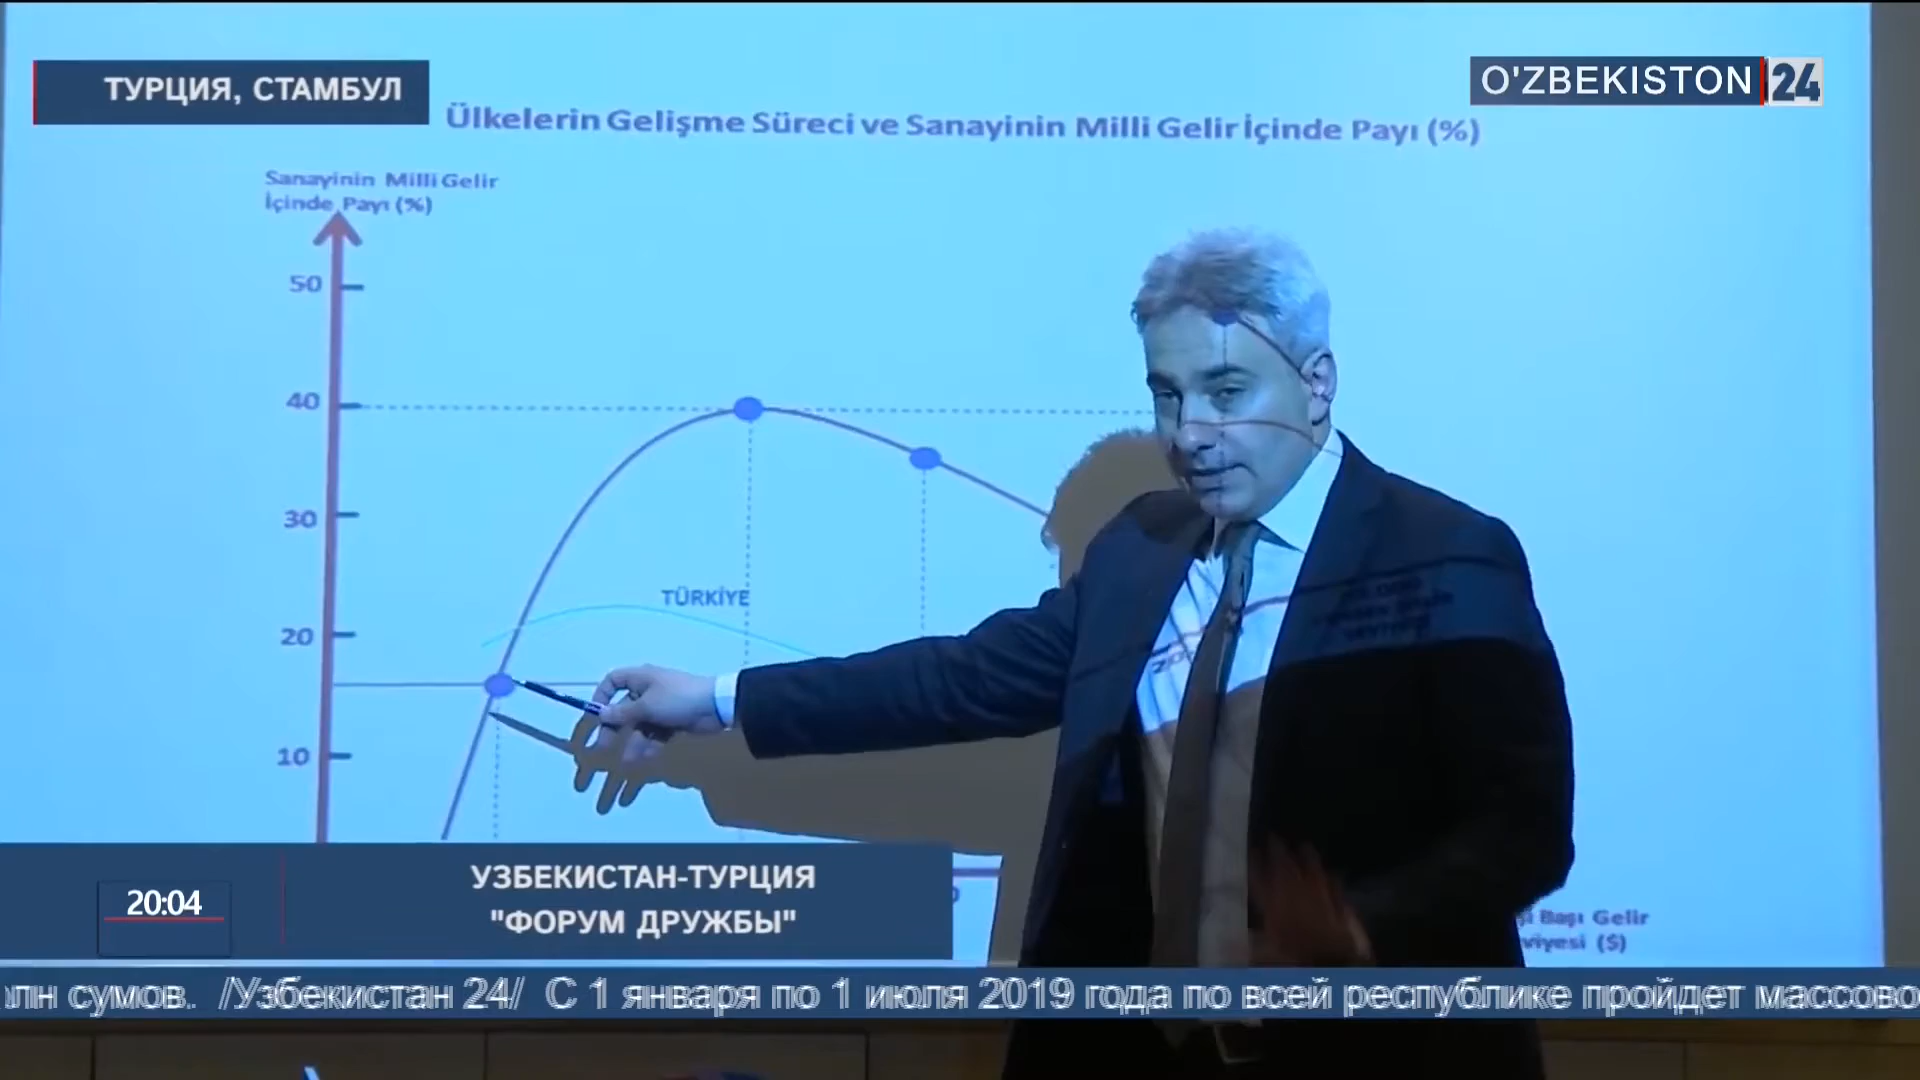 ТУРЦИЯ, СТАМБУЛ
O'ZBEKISTON 24
Ülkelerin Gelişme Süreci ve Sanayinin Milli Gelir İçinde Payı (%)
Sanayinin Milli Gelir
İçinde Payı (%)
50
40
30
TÜRKİYE
20
10
Başı Gelir
($)
20:04
УЗБЕКИСТАН-ТУРЦИЯ
"ФОРУМ ДРУЖБЫ"
сумов. /Узбекистан 24/ С 1 января по 1 июля 2019 года по всей республике пройдет массово